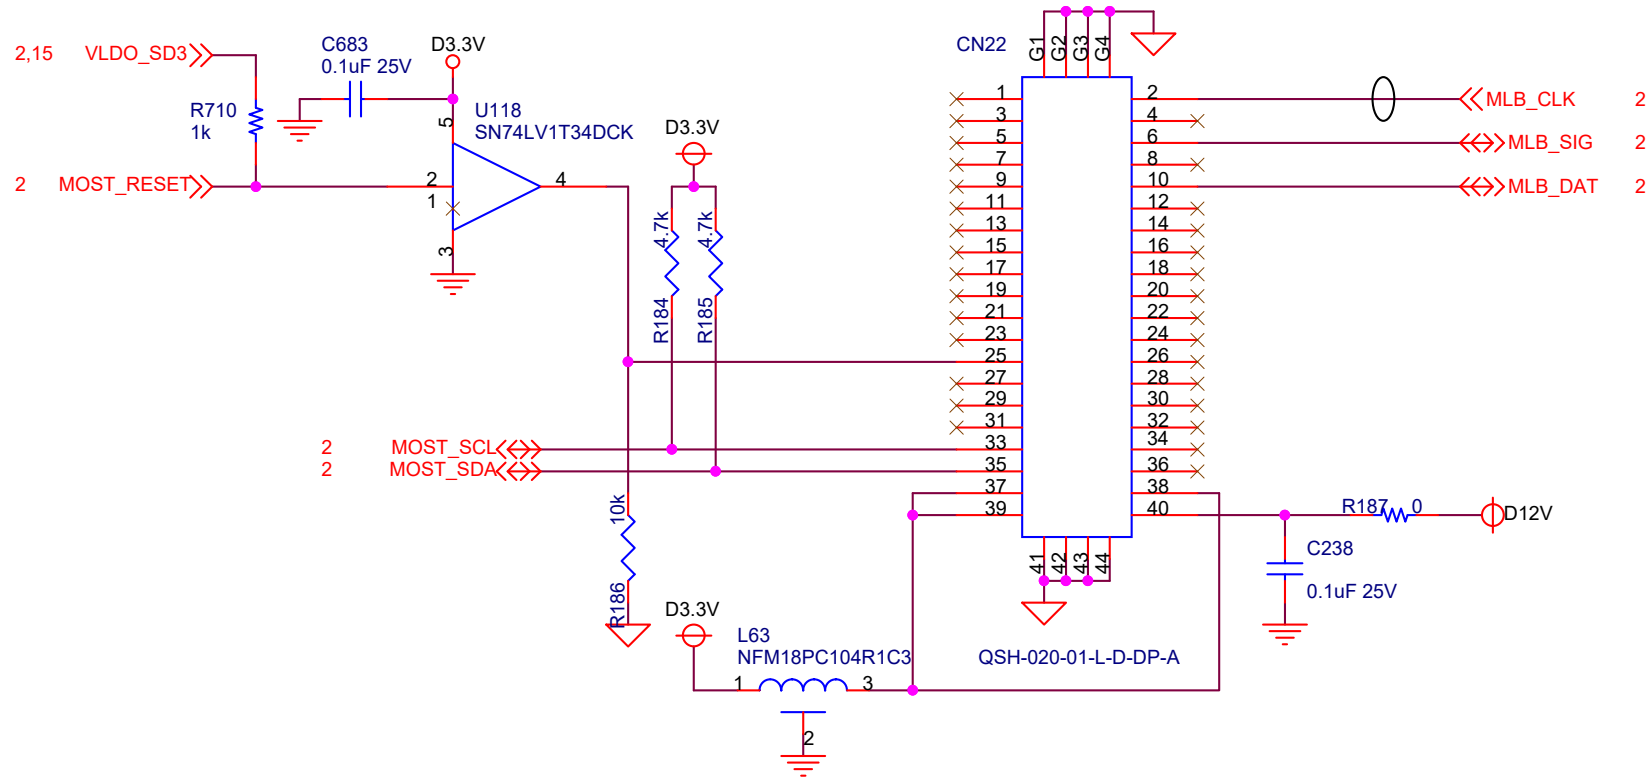 2,15 VLDO_SD3
C683
0.1uF 25V
D3.3V
R710
1k
U118
SN74LV1T34DCK
5
2 MOST_RESET
2
1
4
3
D3.3V
4.7k
4.7k
R184
R185
2 MOST_SCL
2 MOST_SDA
10k
R186
D3.3V
L63
NFM18PC104R1C3
1
3
2
CN22
G1 G2 G3 G4
1 2
3 4
5 6
7 8
9 10
11 12
13 14
15 16
17 18
19 20
21 22
23 24
25 26
27 28
29 30
31 32
33 34
35 36
37 38
39 40
41 42 43 44
QSH-020-01-L-D-DP-A
MLB_CLK 2
MLB_SIG 2
MLB_DAT 2
R187 0
D12V
C238
0.1uF 25V